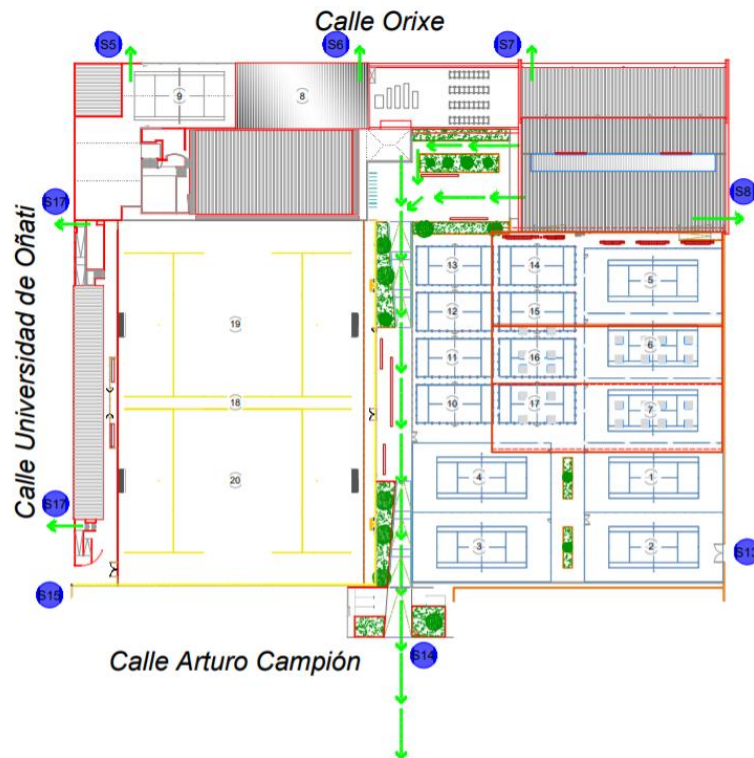 Calle Orixe
S5
S6
S7
9
8
S17
S8
Calle Universidad de Oñati
13
14
5
12
15
19
11
16
6
18
10
17
7
20
4
1
S17
3
2
S13
S15
Calle Arturo Campión
S14